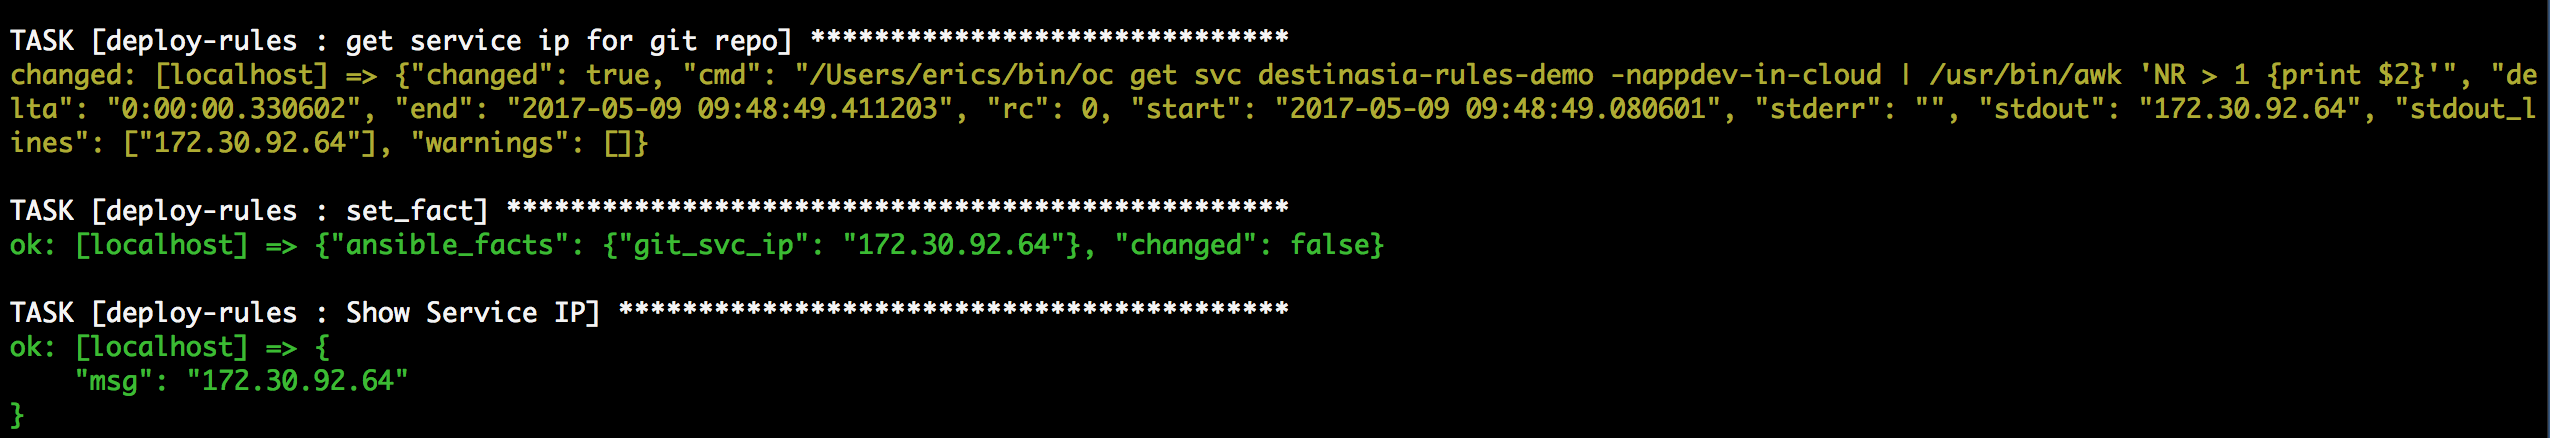 TASK [deploy-rules : get service ip for git repo] ******************************
changed: [localhost] => {"changed": true, "cmd": "/Users/erics/bin/oc get svc destinasia-rules-demo -nappdev-in-cloud | /usr/bin/awk 'NR > 1 {print $2}'", "de
lta": "0:00:00.330602", "end": "2017-05-09 09:48:49.411203", "rc": 0, "start": "2017-05-09 09:48:49.080601", "stderr": "", "stdout": "172.30.92.64", "stdout_l
ines": ["172.30.92.64"], "warnings": []}
TASK [deploy-rules : set_fact] *************************************************
ok: [localhost] => {"ansible_facts": {"git_svc_ip": "172.30.92.64"}, "changed": false}
TASK [deploy-rules : Show Service IP] ******************************************
ok: [localhost] => {
    "msg": "172.30.92.64"
}